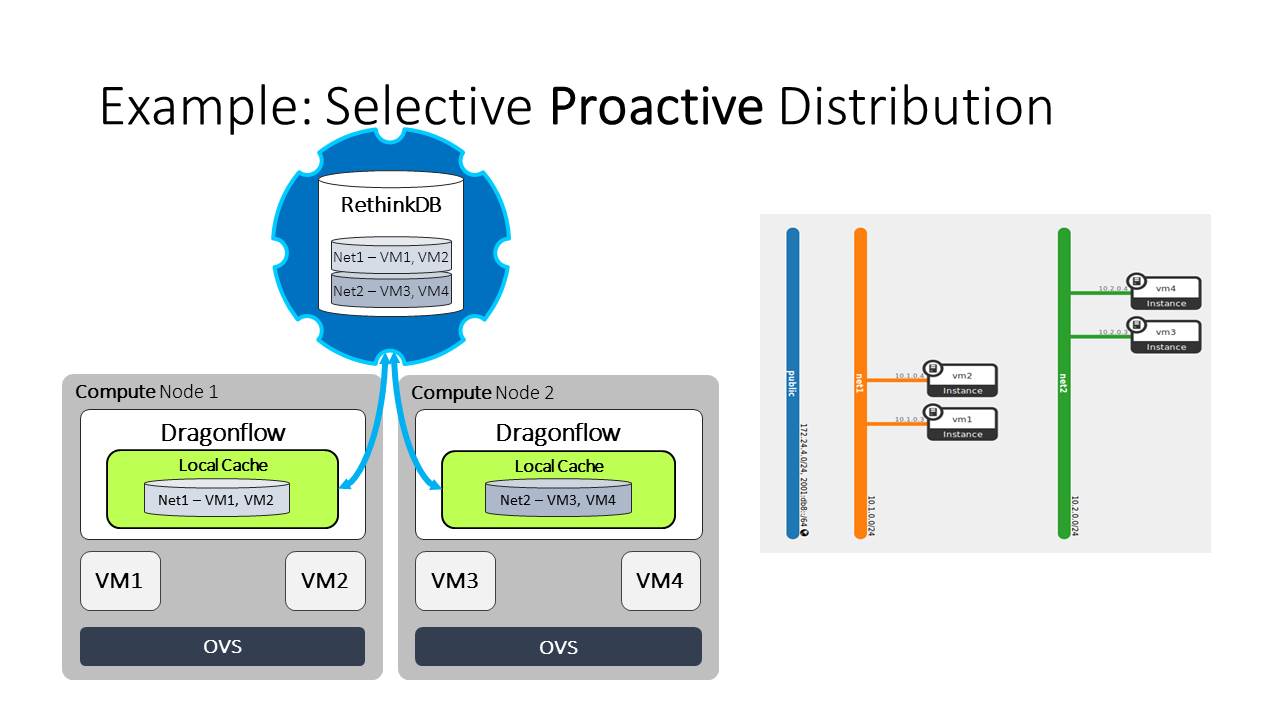 Example: Selective Proactive Distribution
RethinkDB
Net1 – VM1, VM2
Net2 – VM3, VM4
Compute Node 1
Dragonflow
Local Cache
Net1 – VM1, VM2
VM1
VM2
OVS
Compute Node 2
Dragonflow
Local Cache
Net2 – VM3, VM4
VM3
VM4
OVS
public
172.24.4.0/24, 2001:db8::/64
net1
10.1.0.0/24
10.1.0.4
vm2
Instance
10.1.0.3
vm1
Instance
net2
10.2.0.0/24
10.2.0.4
vm4
Instance
10.2.0.3
vm3
Instance